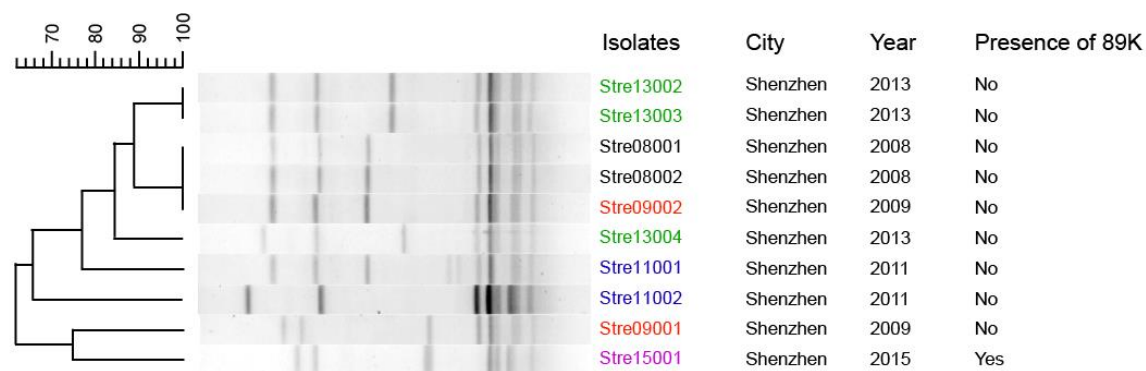 70 80 90 100
Isolates City Year Presence of 89K
Stre13002 Shenzhen 2013 No
Stre13003 Shenzhen 2013 No
Stre08001 Shenzhen 2008 No
Stre08002 Shenzhen 2008 No
Stre09002 Shenzhen 2009 No
Stre13004 Shenzhen 2013 No
Stre11001 Shenzhen 2011 No
Stre11002 Shenzhen 2011 No
Stre09001 Shenzhen 2009 No
Stre15001 Shenzhen 2015 Yes